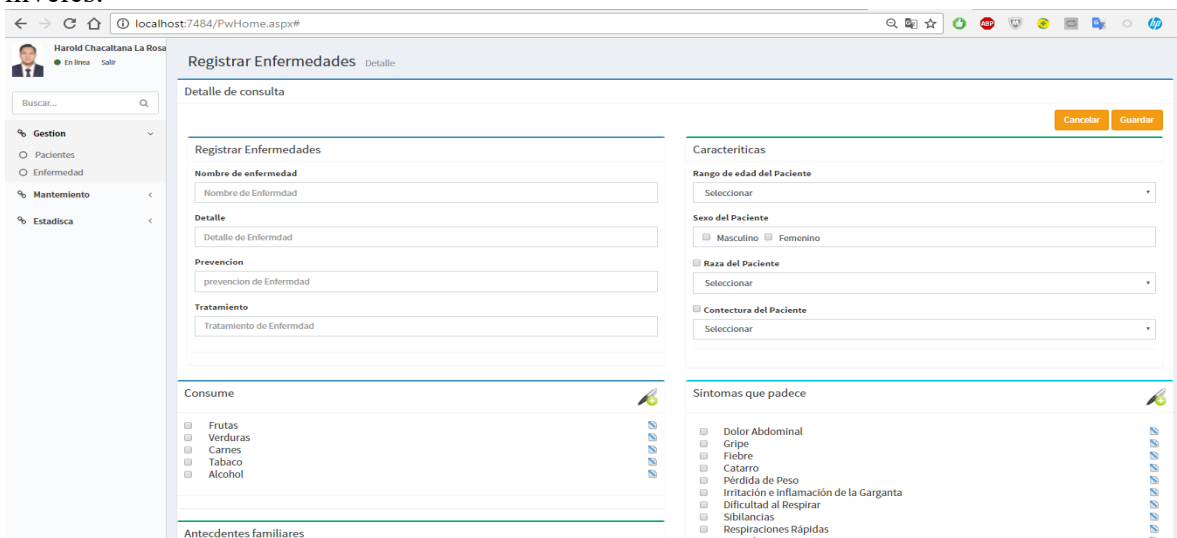 niveles.
localhost:7484/PwHome.aspx#
ABP
hp
Harold Chacaltana La Rosa
En linea Salir
Buscar...
Gestion
Pacientes
Enfermedad
Mantemiento
Estadisca
Registrar Enfermedades Detalle
Detalle de consulta
Cancelar Guardar
Registrar Enfermedades
Nombre de enfermedad
Nombre de Enfermdad
Detalle
Detalle de Enfermdad
Prevencion
prevencion de Enfermdad
Tratamiento
Tratamiento de Enfermdad
Caracteriticas
Rango de edad del Paciente
Seleccionar
Sexo del Paciente
Masculino Femenino
Raza del Paciente
Seleccionar
Contectura del Paciente
Seleccionar
Consume
Frutas
Verduras
Carnes
Tabaco
Alcohol
Sintomas que padece
Dolor Abdominal
Gripe
Fiebre
Catarro
Pérdida de Peso
Irritación e inflamación de la Garganta
Dificultad al Respirar
Sibilancias
Respiraciones Rápidas
Antecdentes familiares